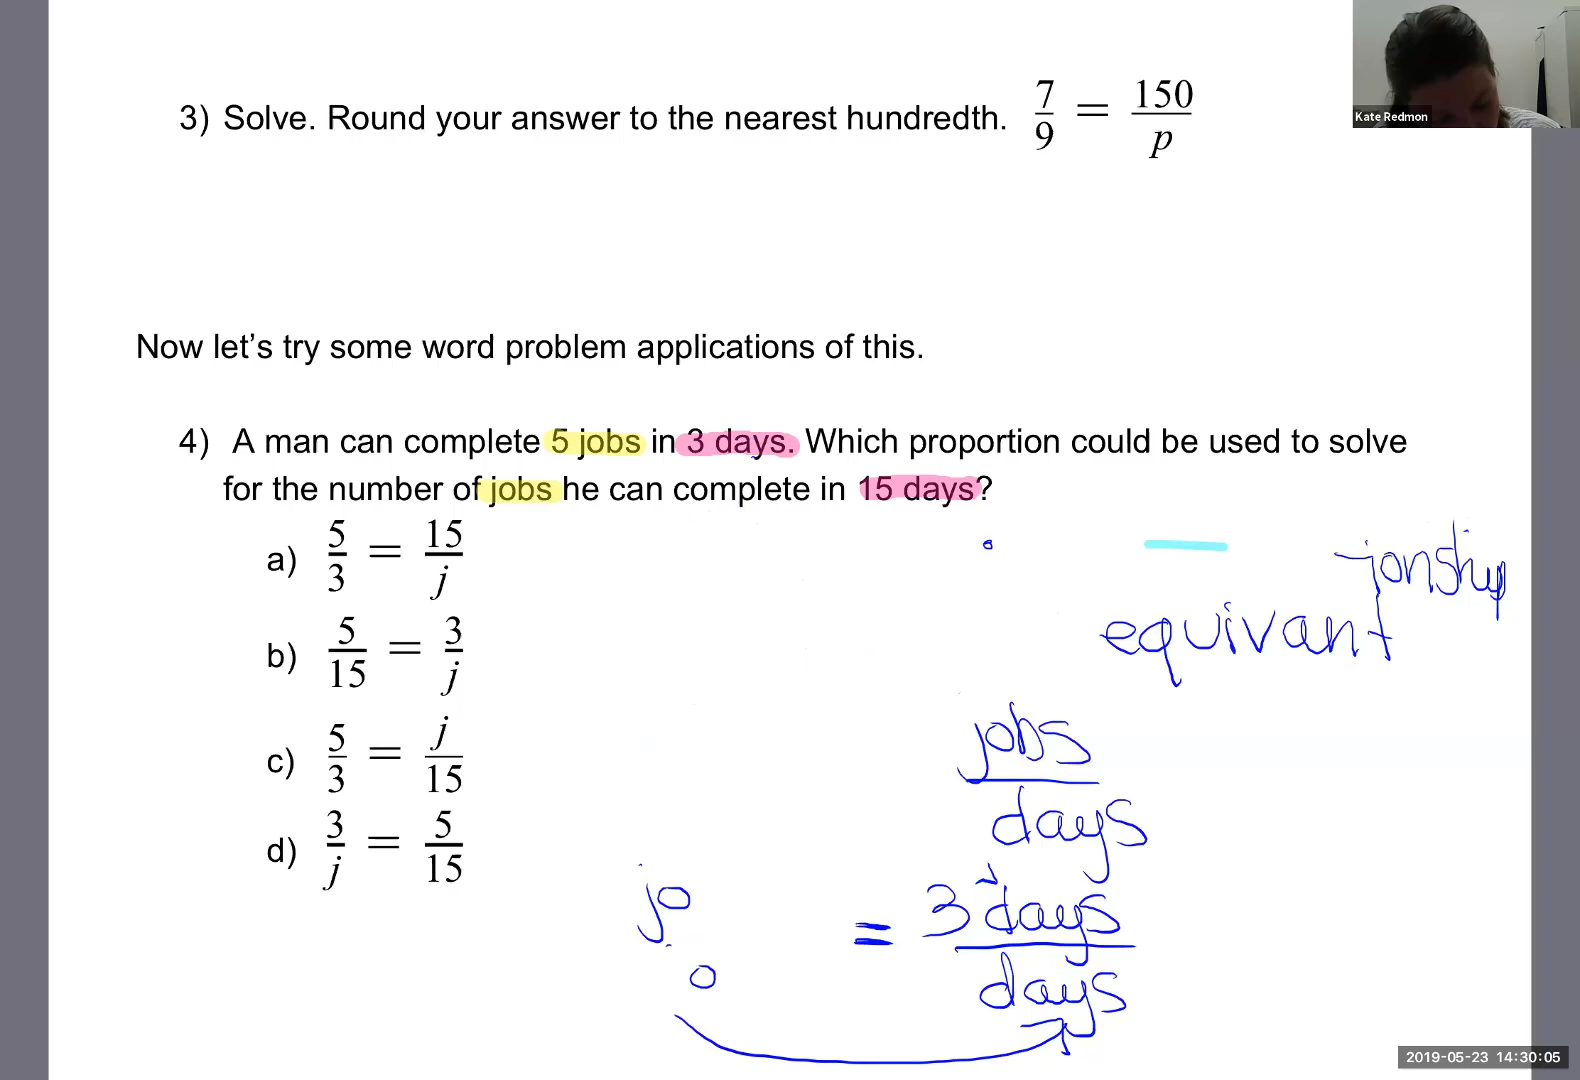 3) Solve. Round your answer to the nearest hundredth. 7/9 = 150/p
Kate Redmon
Now let’s try some word problem applications of this.
4) A man can complete 5 jobs in 3 days. Which proportion could be used to solve
for the number of jobs he can complete in 15 days?
a) 5/3 = 15/j
b) 5/15 = 3/j
c) 5/3 = j/15
d) 3/j = 5/15
ionship
equivant
jobs
days
jo
= 3 days
days
2019-05-23 14:30:05